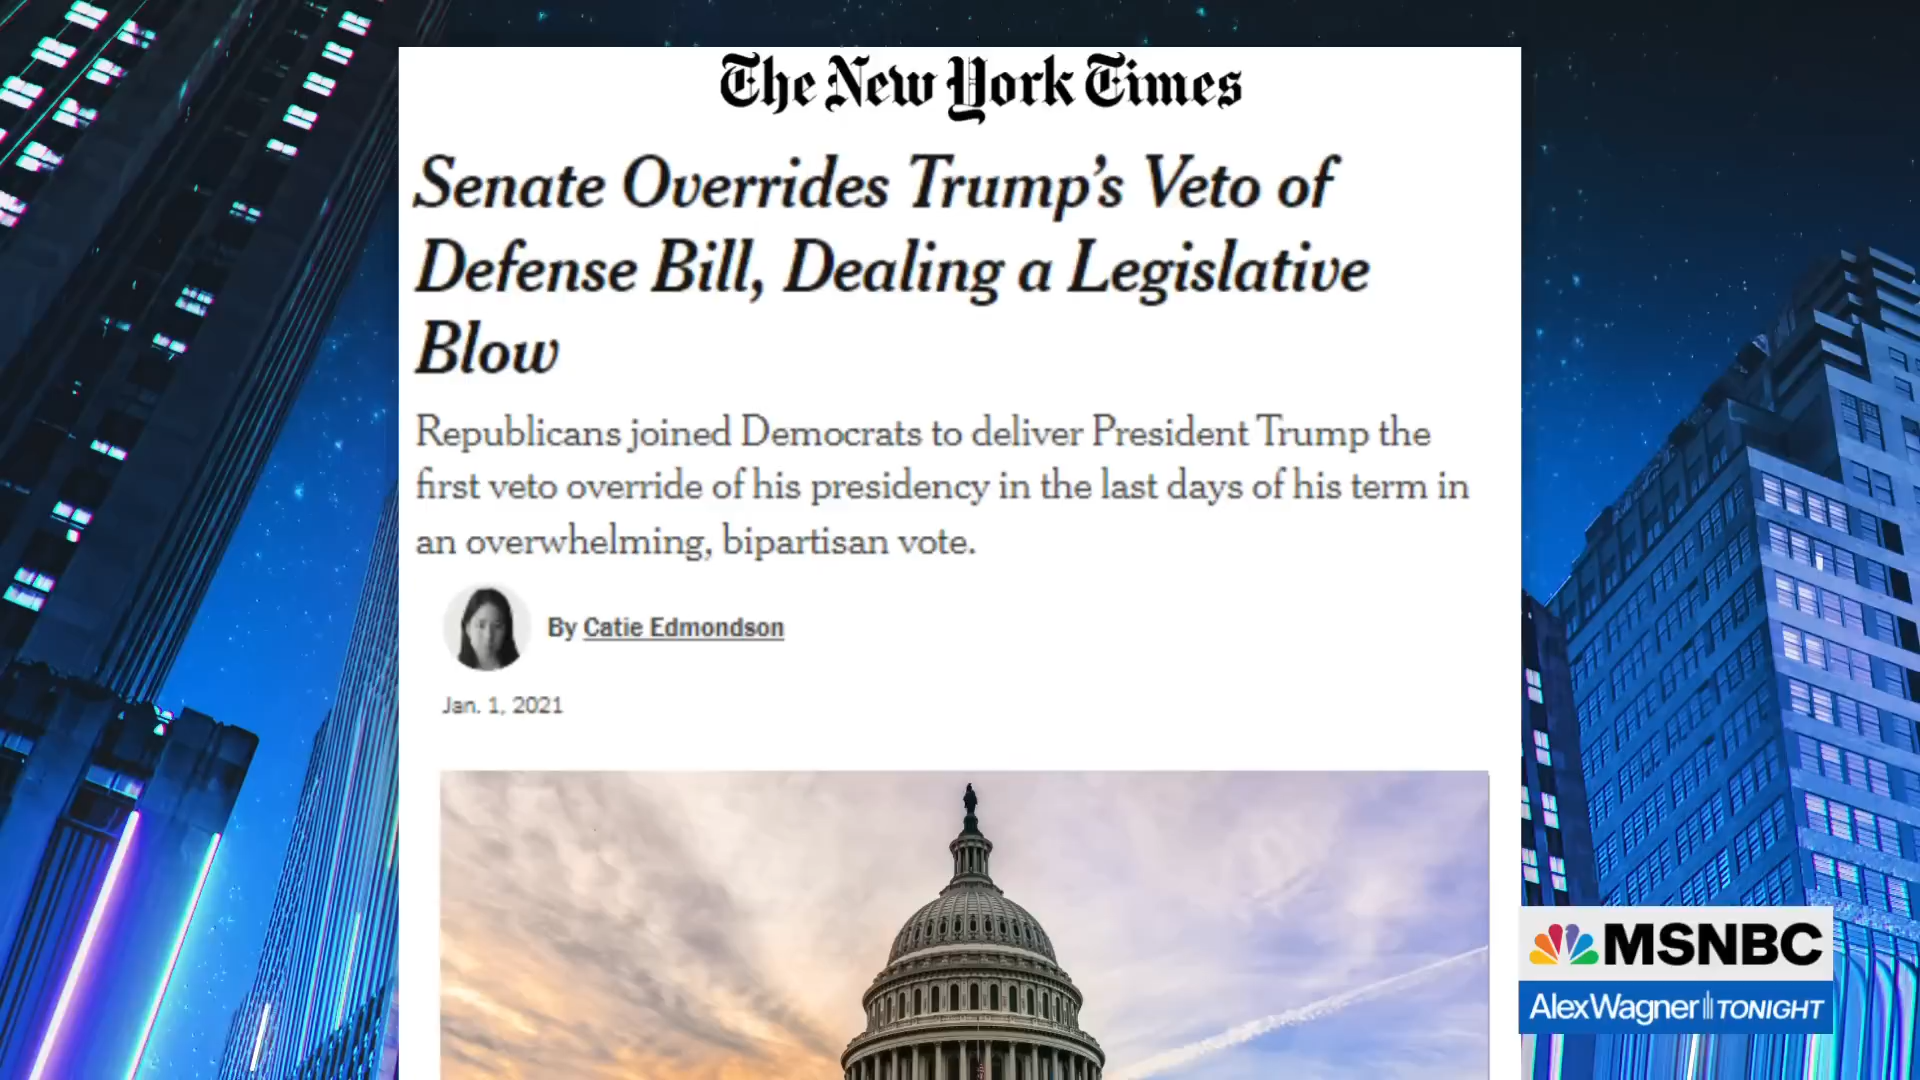 The New York Times
Senate Overrides Trump's Veto of
Defense Bill, Dealing a Legislative
Blow
Republicans joined Democrats to deliver President Trump the
first veto override of his presidency in the last days of his term in
an overwhelming, bipartisan vote.
By Catie Edmondson
Jan. 1, 2021
MSNBC
AlexWagner TONIGHT